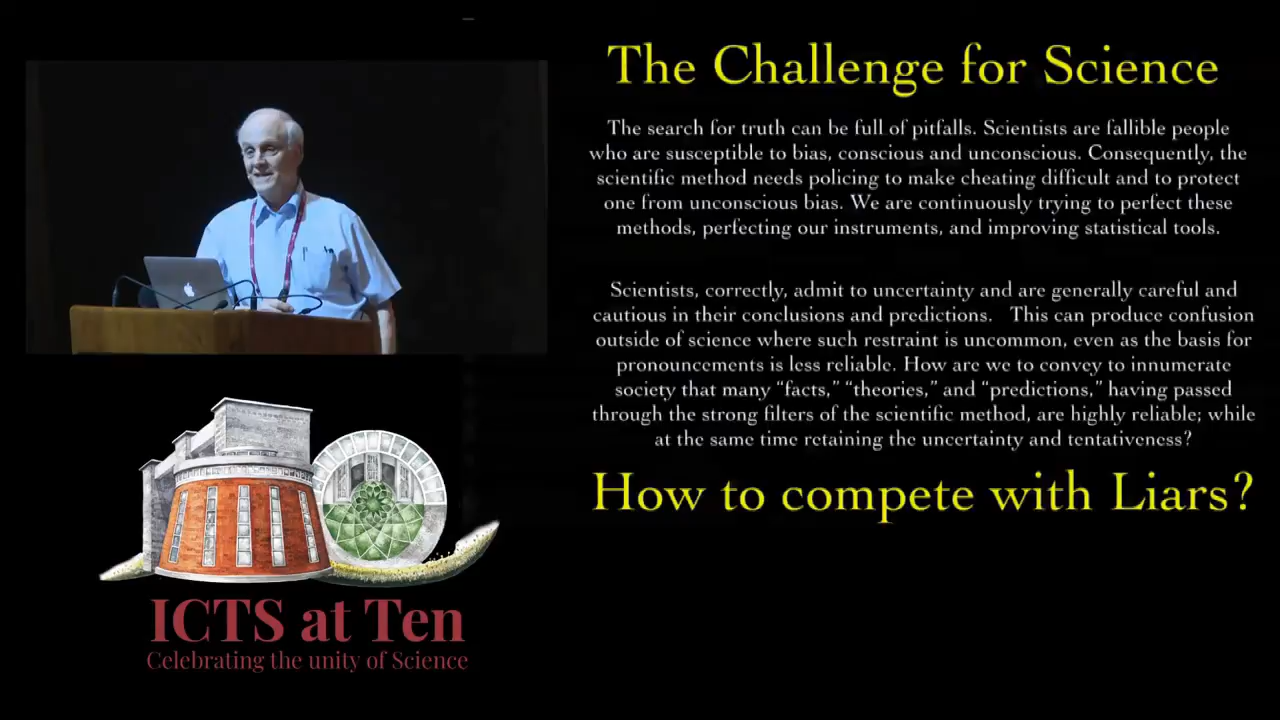 The Challenge for Science
The search for truth can be full of pitfalls. Scientists are fallible people
who are susceptible to bias, conscious and unconscious. Consequently, the
scientific method needs policing to make cheating difficult and to protect
one from unconscious bias. We are continuously trying to perfect these
methods, perfecting our instruments, and improving statistical tools.
Scientists, correctly, admit to uncertainty and are generally careful and
cautious in their conclusions and predictions. This can produce confusion
outside of science where such restraint is uncommon, even as the basis for
pronouncements is less reliable. How are we to convey to innumerate
society that many “facts,” “theories,” and “predictions,” having passed
through the strong filters of the scientific method, are highly reliable; while
at the same time retaining the uncertainty and tentativeness?
How to compete with Liars?
ICTS at Ten
Celebrating the unity of Science